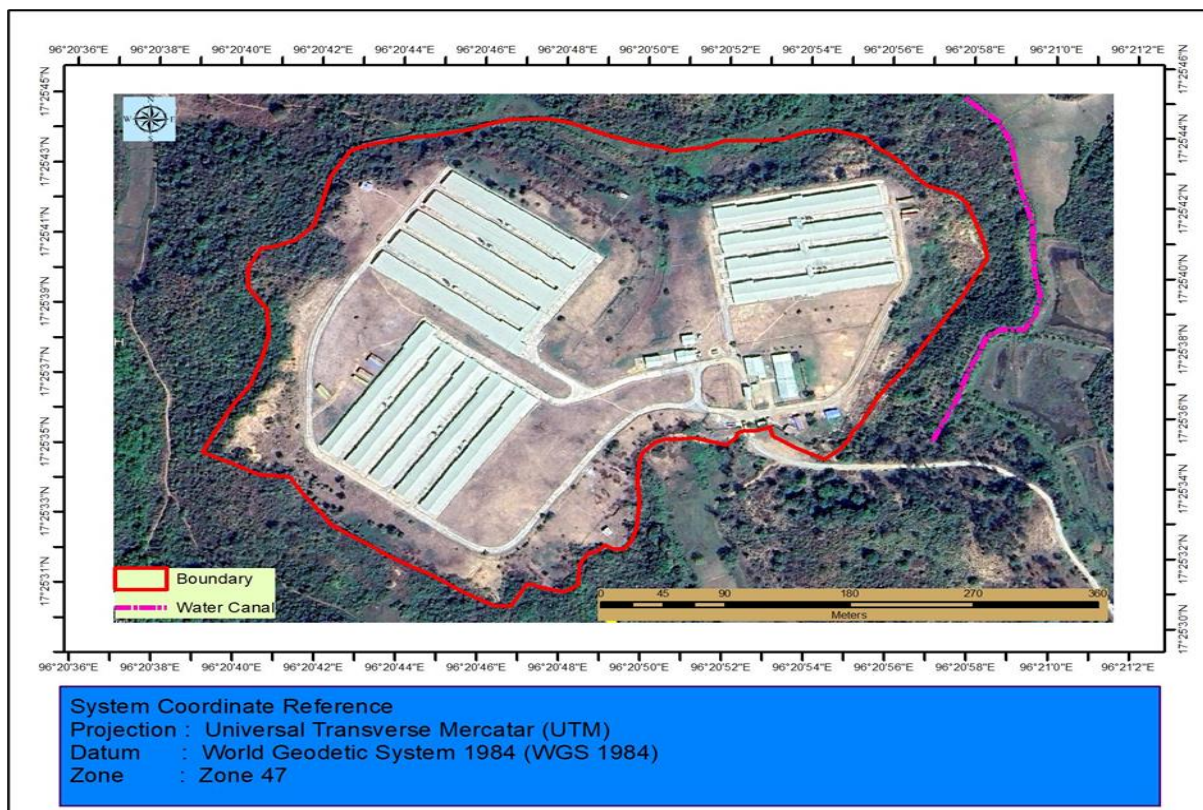 96°20'36"E 96°20'38"E 96°20'40"E 96°20'42"E 96°20'44"E 96°20'46"E 96°20'48"E 96°20'50"E 96°20'52"E 96°20'54"E 96°20'56"E 96°20'58"E 96°21'0"E 96°21'2"E
17°25'45"N
17°25'43"N
17°25'41"N
17°25'39"N
17°25'37"N
17°25'35"N
17°25'33"N
17°25'31"N
17°25'46"N
17°25'44"N
17°25'42"N
17°25'40"N
17°25'38"N
17°25'36"N
17°25'34"N
17°25'32"N
17°25'30"N
N
W E
S
Boundary
Water Canal
0 45 90 180 270 360
Meters
96°20'36"E 96°20'38"E 96°20'40"E 96°20'42"E 96°20'44"E 96°20'46"E 96°20'48"E 96°20'50"E 96°20'52"E 96°20'54"E 96°20'56"E 96°20'58"E 96°21'0"E 96°21'2"E
System Coordinate Reference
Projection : Universal Transverse Mercatar (UTM)
Datum : World Geodetic System 1984 (WGS 1984)
Zone : Zone 47